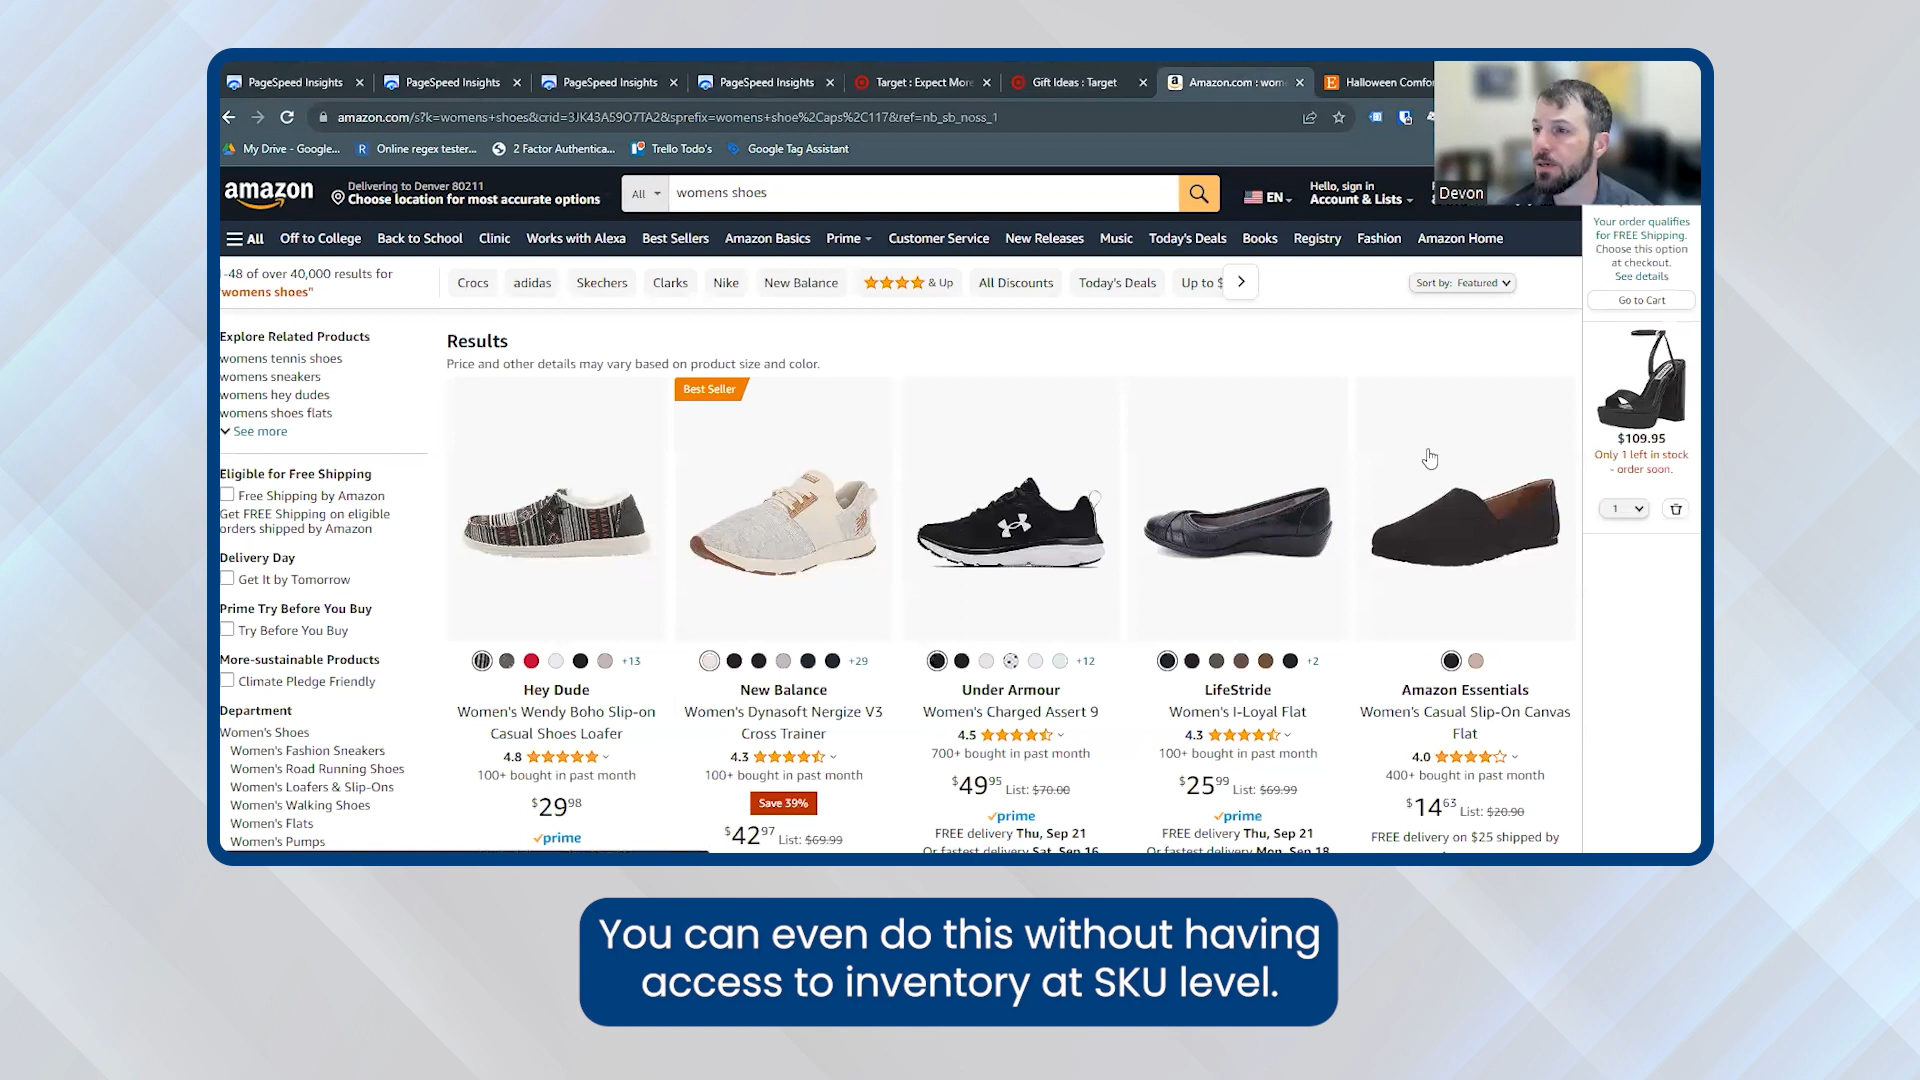 PageSpeed Insights
PageSpeed Insights
PageSpeed Insights
PageSpeed Insights
Target : Expect More
Gift Ideas : Target
Amazon.com : wom
Halloween Comfo
amazon.com/s?k=womens+shoes&crid=3JK43A59O7TA2&sprefix=womens+shoe%2Caps%2C117&ref=nb_sb_noss_1
My Drive - Google...
Online regex tester...
2 Factor Authentica...
Trello Todo's
Google Tag Assistant
Devon
amazon
Delivering to Denver 80211
Choose location for most accurate options
All
womens shoes
EN
Hello, sign in
Account & Lists
All
Off to College
Back to School
Clinic
Works with Alexa
Best Sellers
Amazon Basics
Prime
Customer Service
New Releases
Music
Today's Deals
Books
Registry
Fashion
Amazon Home
Your order qualifies
for FREE Shipping.
Choose this option
at checkout.
See details
Go to Cart
$109.95
Only 1 left in stock
- order soon.
1
-48 of over 40,000 results for
"womens shoes"
Crocs
adidas
Skechers
Clarks
Nike
New Balance
& Up
All Discounts
Today's Deals
Up to $
Sort by: Featured
Explore Related Products
womens tennis shoes
womens sneakers
womens hey dudes
womens shoes flats
See more
Eligible for Free Shipping
Free Shipping by Amazon
Get FREE Shipping on eligible
orders shipped by Amazon
Delivery Day
Get It by Tomorrow
Prime Try Before You Buy
Try Before You Buy
More-sustainable Products
Climate Pledge Friendly
Department
Women's Shoes
Women's Fashion Sneakers
Women's Road Running Shoes
Women's Loafers & Slip-Ons
Women's Walking Shoes
Women's Flats
Women's Pumps
Results
Price and other details may vary based on product size and color.
+13
Hey Dude
Women's Wendy Boho Slip-on
Casual Shoes Loafer
4.8
100+ bought in past month
$29.98
prime
Best Seller
+29
New Balance
Women's Dynasoft Nergize V3
Cross Trainer
4.3
100+ bought in past month
Save 39%
$42.97 List: $69.99
+12
Under Armour
Women's Charged Assert 9
4.5
700+ bought in past month
$49.95 List: $70.00
prime
FREE delivery Thu, Sep 21
Or fastest delivery Sat, Sep 16
+2
LifeStride
Women's I-Loyal Flat
4.3
100+ bought in past month
$25.99 List: $69.99
prime
FREE delivery Thu, Sep 21
Or fastest delivery Mon, Sep 18
Amazon Essentials
Women's Casual Slip-On Canvas
Flat
4.0
400+ bought in past month
$14.63 List: $20.90
FREE delivery on $25 shipped by
You can even do this without having
access to inventory at SKU level.